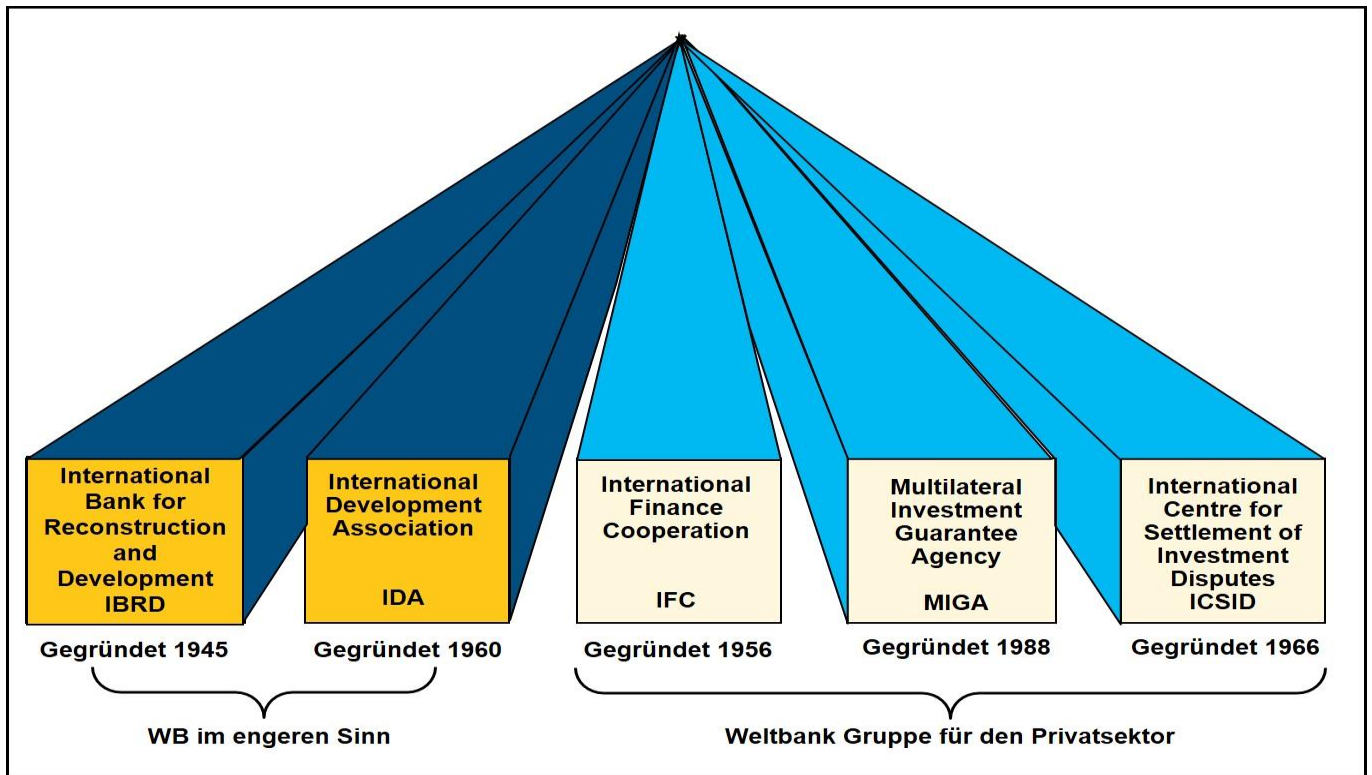 International
Bank for
Reconstruction
and
Development
IBRD
International
Development
Association
IDA
International
Finance
Cooperation
IFC
Multilateral
Investment
Guarantee
Agency
MIGA
International
Centre for
Settlement of
Investment
Disputes
ICSID
Gegründet 1945
Gegründet 1960
Gegründet 1956
Gegründet 1988
Gegründet 1966
WB im engeren Sinn
Weltbank Gruppe für den Privatsektor